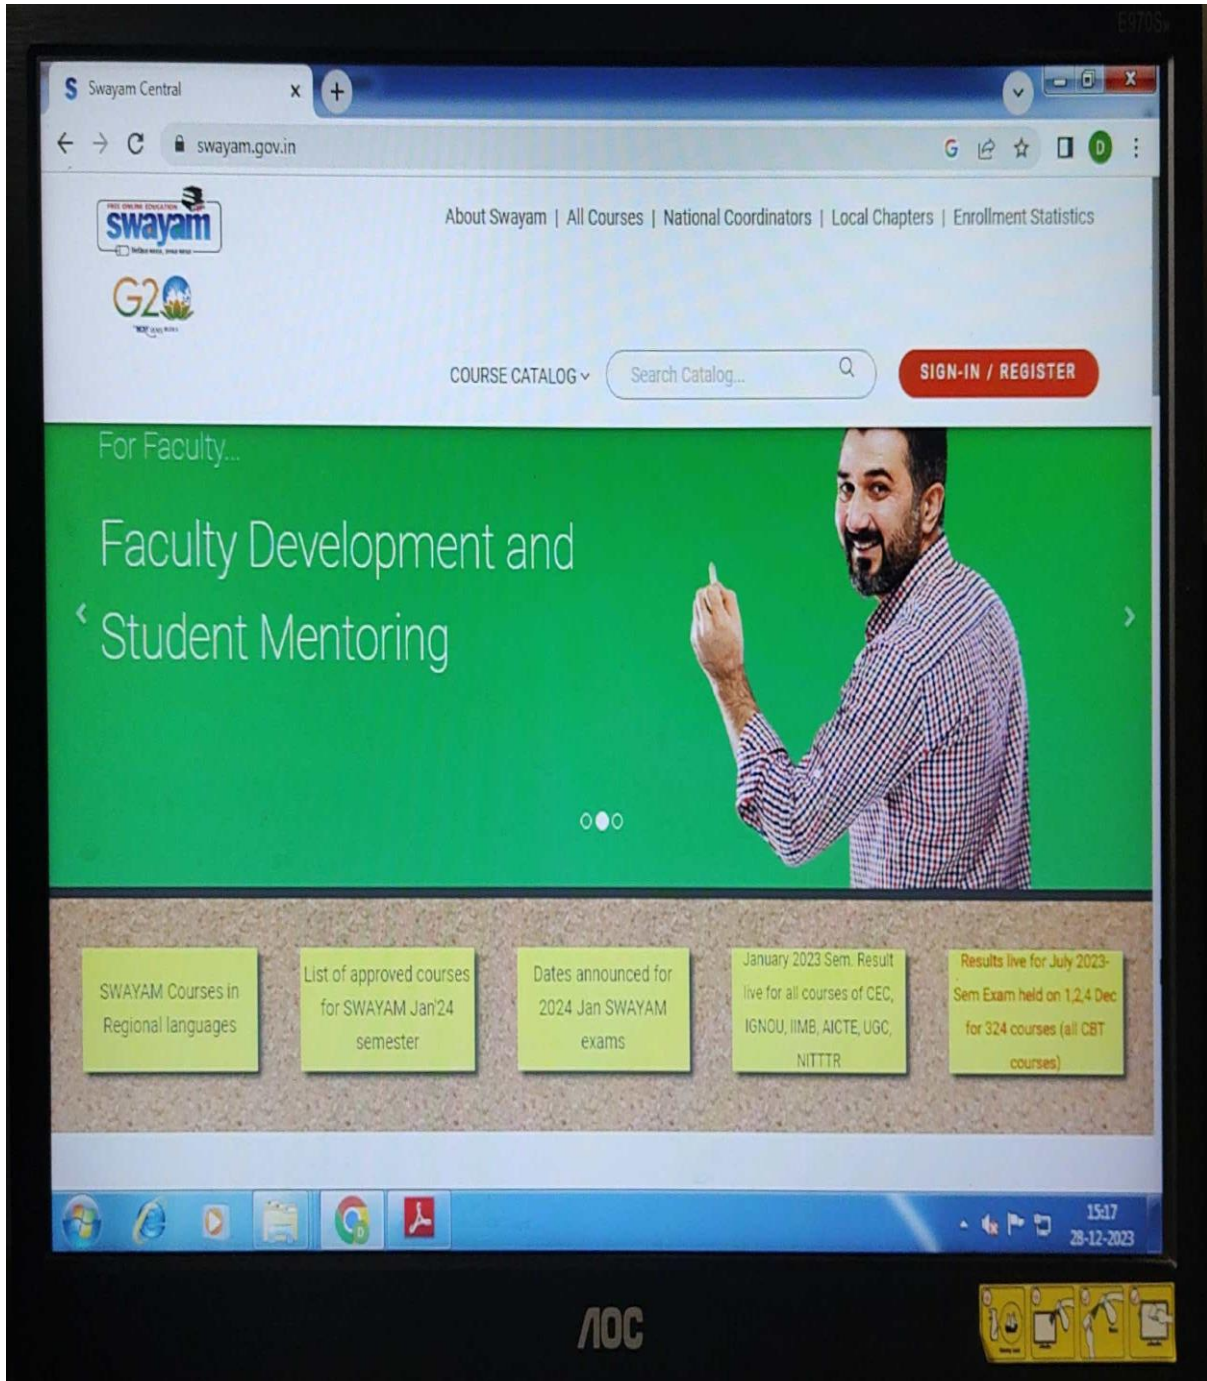 E970Sw
Swayam Central
swayam.gov.in
D
FREE ONLINE EDUCATION
swayam
G20
About Swayam | All Courses | National Coordinators | Local Chapters | Enrollment Statistics
COURSE CATALOG
Search Catalog...
SIGN-IN / REGISTER
For Faculty...
Faculty Development and
Student Mentoring
SWAYAM Courses in
Regional languages
List of approved courses
for SWAYAM Jan'24
semester
Dates announced for
2024 Jan SWAYAM
exams
January 2023 Sem. Result
live for all courses of CEC,
IGNOU, IIMB, AICTE, UGC,
NITTTR
Results live for July 2023-
Sem Exam held on 1,2,4 Dec
for 324 courses (all CBT
courses)
15:17
28-12-2023
AOC